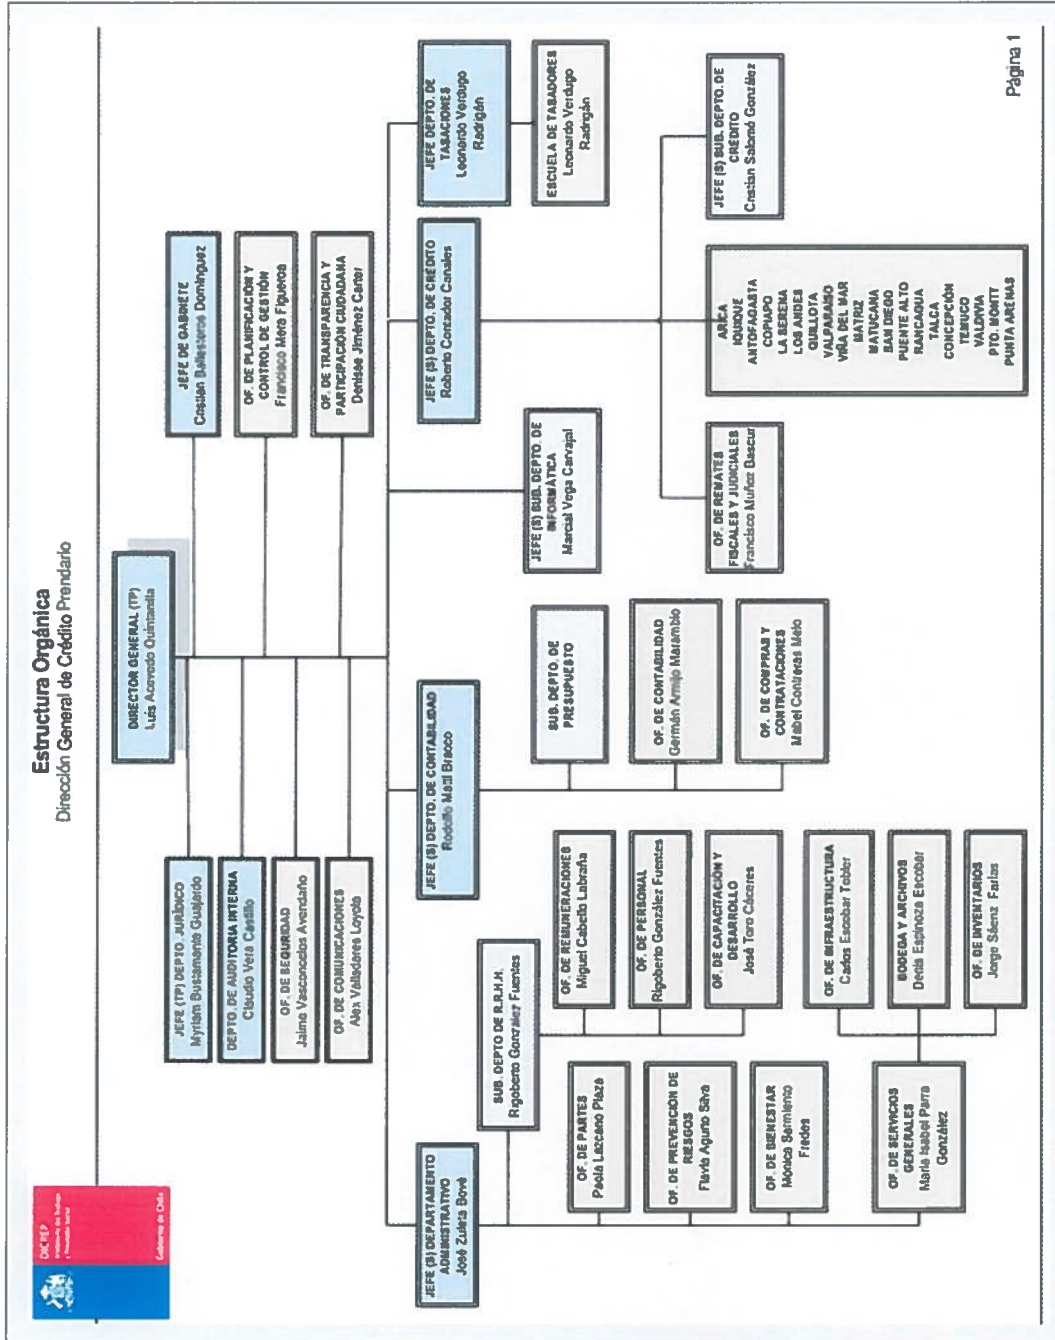 DICREP
Gobierno de Chile
Estructura Orgánica
Dirección General de Crédito Prendario
DIRECTOR GENERAL (TP)
Luis Acevedo Quintanilla
JEFE (TP) DEPTO JURÍDICO
Myriam Bustamante Guajardo
DEPTO. DE AUDITORIA INTERNA
Claudio Vera Castillo
OF. DE SEGURIDAD
Jaime Vasconcelos Avendaño
OF. DE COMUNICACIONES
Alex Valladares Loyola
JEFE DE GABINETE
Cristian Ballesteros Domínguez
OF. DE PLANIFICACIÓN Y
CONTROL DE GESTIÓN
Francisco Mera Figueroa
OF. DE TRANSPARENCIA Y
PARTICIPACIÓN CIUDADANA
Denisse Jiménez Carter
JEFE (S) DEPARTAMENTO
ADMINISTRATIVO
José Zuleta Bové
SUB. DEPTO DE R.R.H.H.
Rigoberto González Fuentes
OF. DE REMUNERACIONES
Miguel Cabello Labraña
OF. DE PERSONAL
Rigoberto González Fuentes
OF. DE CAPACITACIÓN Y
DESARROLLO
José Toro Cáceres
OF. DE PARTES
Paola Lazcano Plaza
OF. DE PREVENCIÓN DE
RIESGOS
Flavia Agurto Silva
OF. DE BIENESTAR
Mónica Sarmiento
Fredes
OF. DE SERVICIOS
GENERALES
María Isabel Parra
González
OF. DE INFRAESTRUCTURA
Carlos Escobar Tobler
BODEGA Y ARCHIVOS
Denis Espinoza Escobar
OF. DE INVENTARIOS
Jorge Sáenz Farías
JEFE (S) DEPTO. DE CONTABILIDAD
Rodolfo Mazzi Bracco
SUB. DEPTO. DE
PRESUPUESTO
OF. DE CONTABILIDAD
Germán Armijo Marambio
OF. DE COMPRAS Y
CONTRATACIONES
Mabel Contreras Melo
JEFE (S) SUB. DEPTO. DE
INFORMÁTICA
Marcial Vega Carvajal
JEFE (S) DEPTO. DE CRÉDITO
Roberto Contador Canales
OF. DE REMATES
FISCALES Y JUDICIALES
Francisco Muñoz Bascur
ARICA
IQUIQUE
ANTOFAGASTA
COPIAPO
LA SERENA
LOS ANDES
QUILLOTA
VALPARAÍSO
VIÑA DEL MAR
MATRIZ
MATUCANA
SAN DIEGO
PUENTE ALTO
RANCAGUA
TALCA
CONCEPCIÓN
TEMUCO
VALDIVIA
PTO. MONTT
PUNTA ARENAS
JEFE (S) SUB. DEPTO. DE
CRÉDITO
Cristian Salomó González
JEFE DEPTO. DE
TASACIONES
Leonardo Verdugo
Radrigán
ESCUELA DE TASADORES
Leonardo Verdugo
Radrigán
Página 1